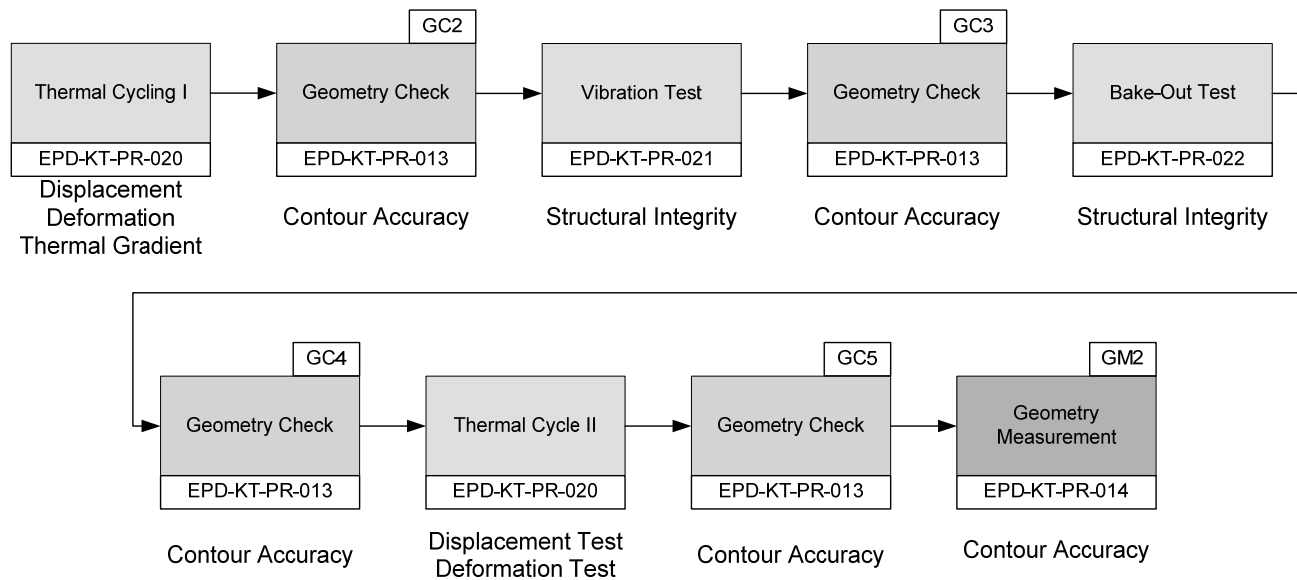 GC2
GC3
Thermal Cycling I
Geometry Check
Vibration Test
Geometry Check
Bake-Out Test
EPD-KT-PR-020
EPD-KT-PR-013
EPD-KT-PR-021
EPD-KT-PR-013
EPD-KT-PR-022
Displacement
Deformation
Thermal Gradient
Contour Accuracy
Structural Integrity
Contour Accuracy
Structural Integrity
GC4
GC5
GM2
Geometry Check
Thermal Cycle II
Geometry Check
Geometry
Measurement
EPD-KT-PR-013
EPD-KT-PR-020
EPD-KT-PR-013
EPD-KT-PR-014
Contour Accuracy
Displacement Test
Deformation Test
Contour Accuracy
Contour Accuracy